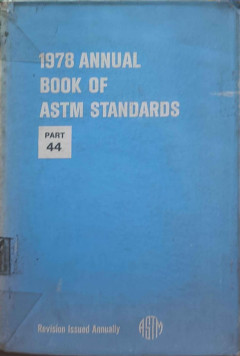 1978 ANNUAL
BOOK OF
ASTM STANDARDS
PART
44
Revision Issued Annually
ASTM